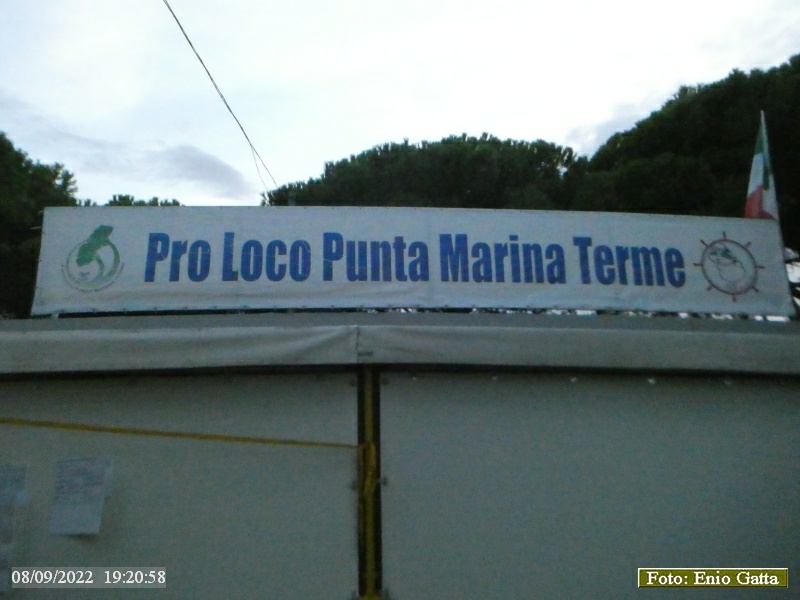 Pro Loco Punta Marina Terme
08/09/2022 19:20:58
Foto: Enio Gatta